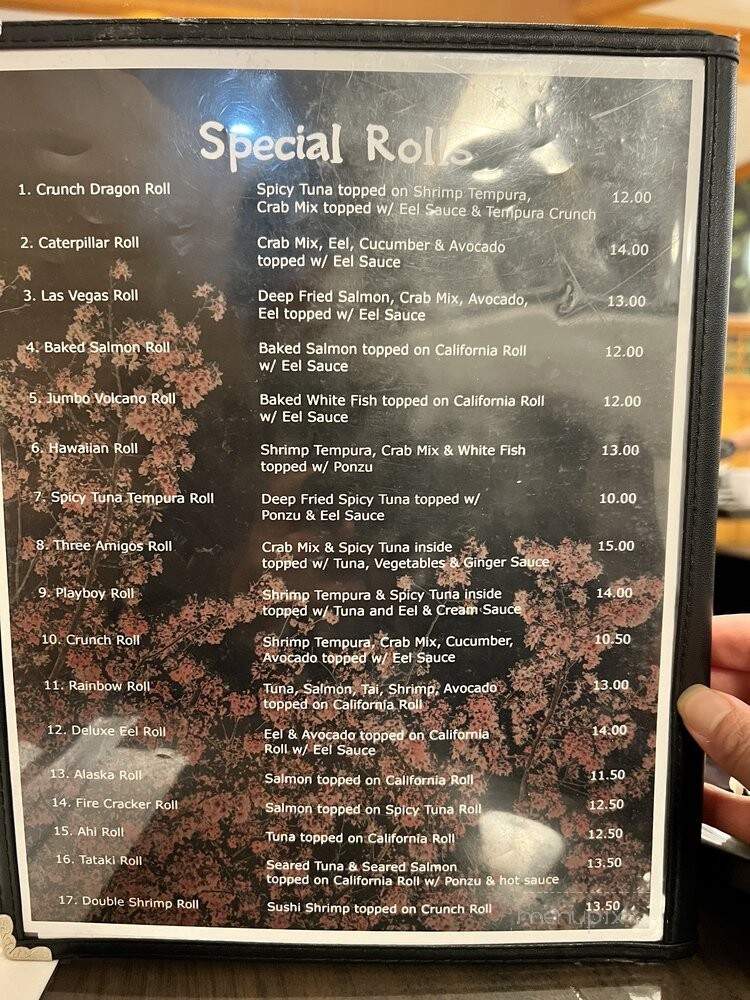 Special Rolls
1. Crunch Dragon Roll Spicy Tuna topped on Shrimp Tempura, 12.00
Crab Mix topped w/ Eel Sauce & Tempura Crunch
2. Caterpillar Roll Crab Mix, Eel, Cucumber & Avocado 14.00
topped w/ Eel Sauce
3. Las Vegas Roll Deep Fried Salmon, Crab Mix, Avocado, 13.00
Eel topped w/ Eel Sauce
4. Baked Salmon Roll Baked Salmon topped on California Roll 12.00
w/ Eel Sauce
5. Jumbo Volcano Roll Baked White Fish topped on California Roll 12.00
w/ Eel Sauce
6. Hawaiian Roll Shrimp Tempura, Crab Mix & White Fish 13.00
topped w/ Ponzu
7. Spicy Tuna Tempura Roll Deep Fried Spicy Tuna topped w/ 10.00
Ponzu & Eel Sauce
8. Three Amigos Roll Crab Mix & Spicy Tuna inside 15.00
topped w/ Tuna, Vegetables & Ginger Sauce
9. Playboy Roll Shrimp Tempura & Spicy Tuna inside 14.00
topped w/ Tuna and Eel & Cream Sauce
10. Crunch Roll Shrimp Tempura, Crab Mix, Cucumber, 10.50
Avocado topped w/ Eel Sauce
11. Rainbow Roll Tuna, Salmon, Tai, Shrimp, Avocado 13.00
topped on California Roll
12. Deluxe Eel Roll Eel & Avocado topped on California 14.00
Roll w/ Eel Sauce
13. Alaska Roll Salmon topped on California Roll 11.50
14. Fire Cracker Roll Salmon topped on Spicy Tuna Roll 12.50
15. Ahi Roll Tuna topped on California Roll 12.50
16. Tataki Roll Seared Tuna & Seared Salmon 13.50
topped on California Roll w/ Ponzu & hot sauce
17. Double Shrimp Roll Sushi Shrimp topped on Crunch Roll 13.50